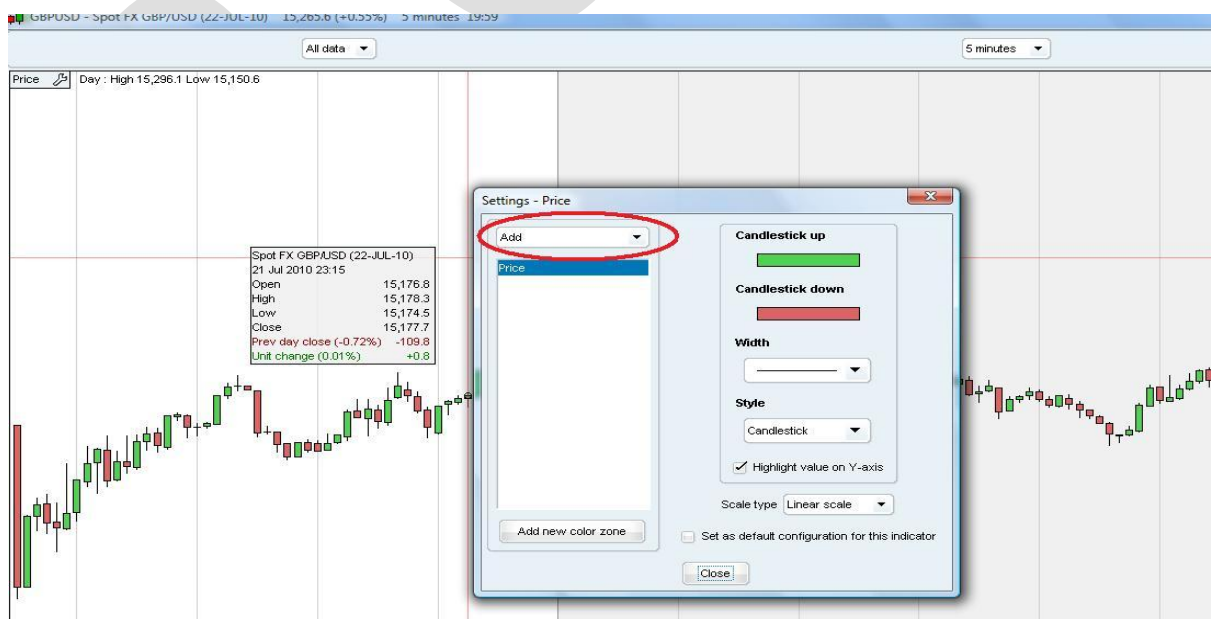 GBPUSD - Spot FX GBP/USD (22-JUL-10) 15,265.6 (+0.55%) 5 minutes 19:59
All data
5 minutes
Price
Day : High 15,296.1 Low 15,150.6
Spot FX GBP/USD (22-JUL-10)
21 Jul 2010 23:15
Open 15,176.8
High 15,178.3
Low 15,174.5
Close 15,177.7
Prev day close (-0.72%) -109.8
Unit change (0.01%) +0.8
Settings - Price
Add
Price
Add new color zone
Candlestick up
Candlestick down
Width
Style
Candlestick
Highlight value on Y-axis
Scale type Linear scale
Set as default configuration for this indicator
Close